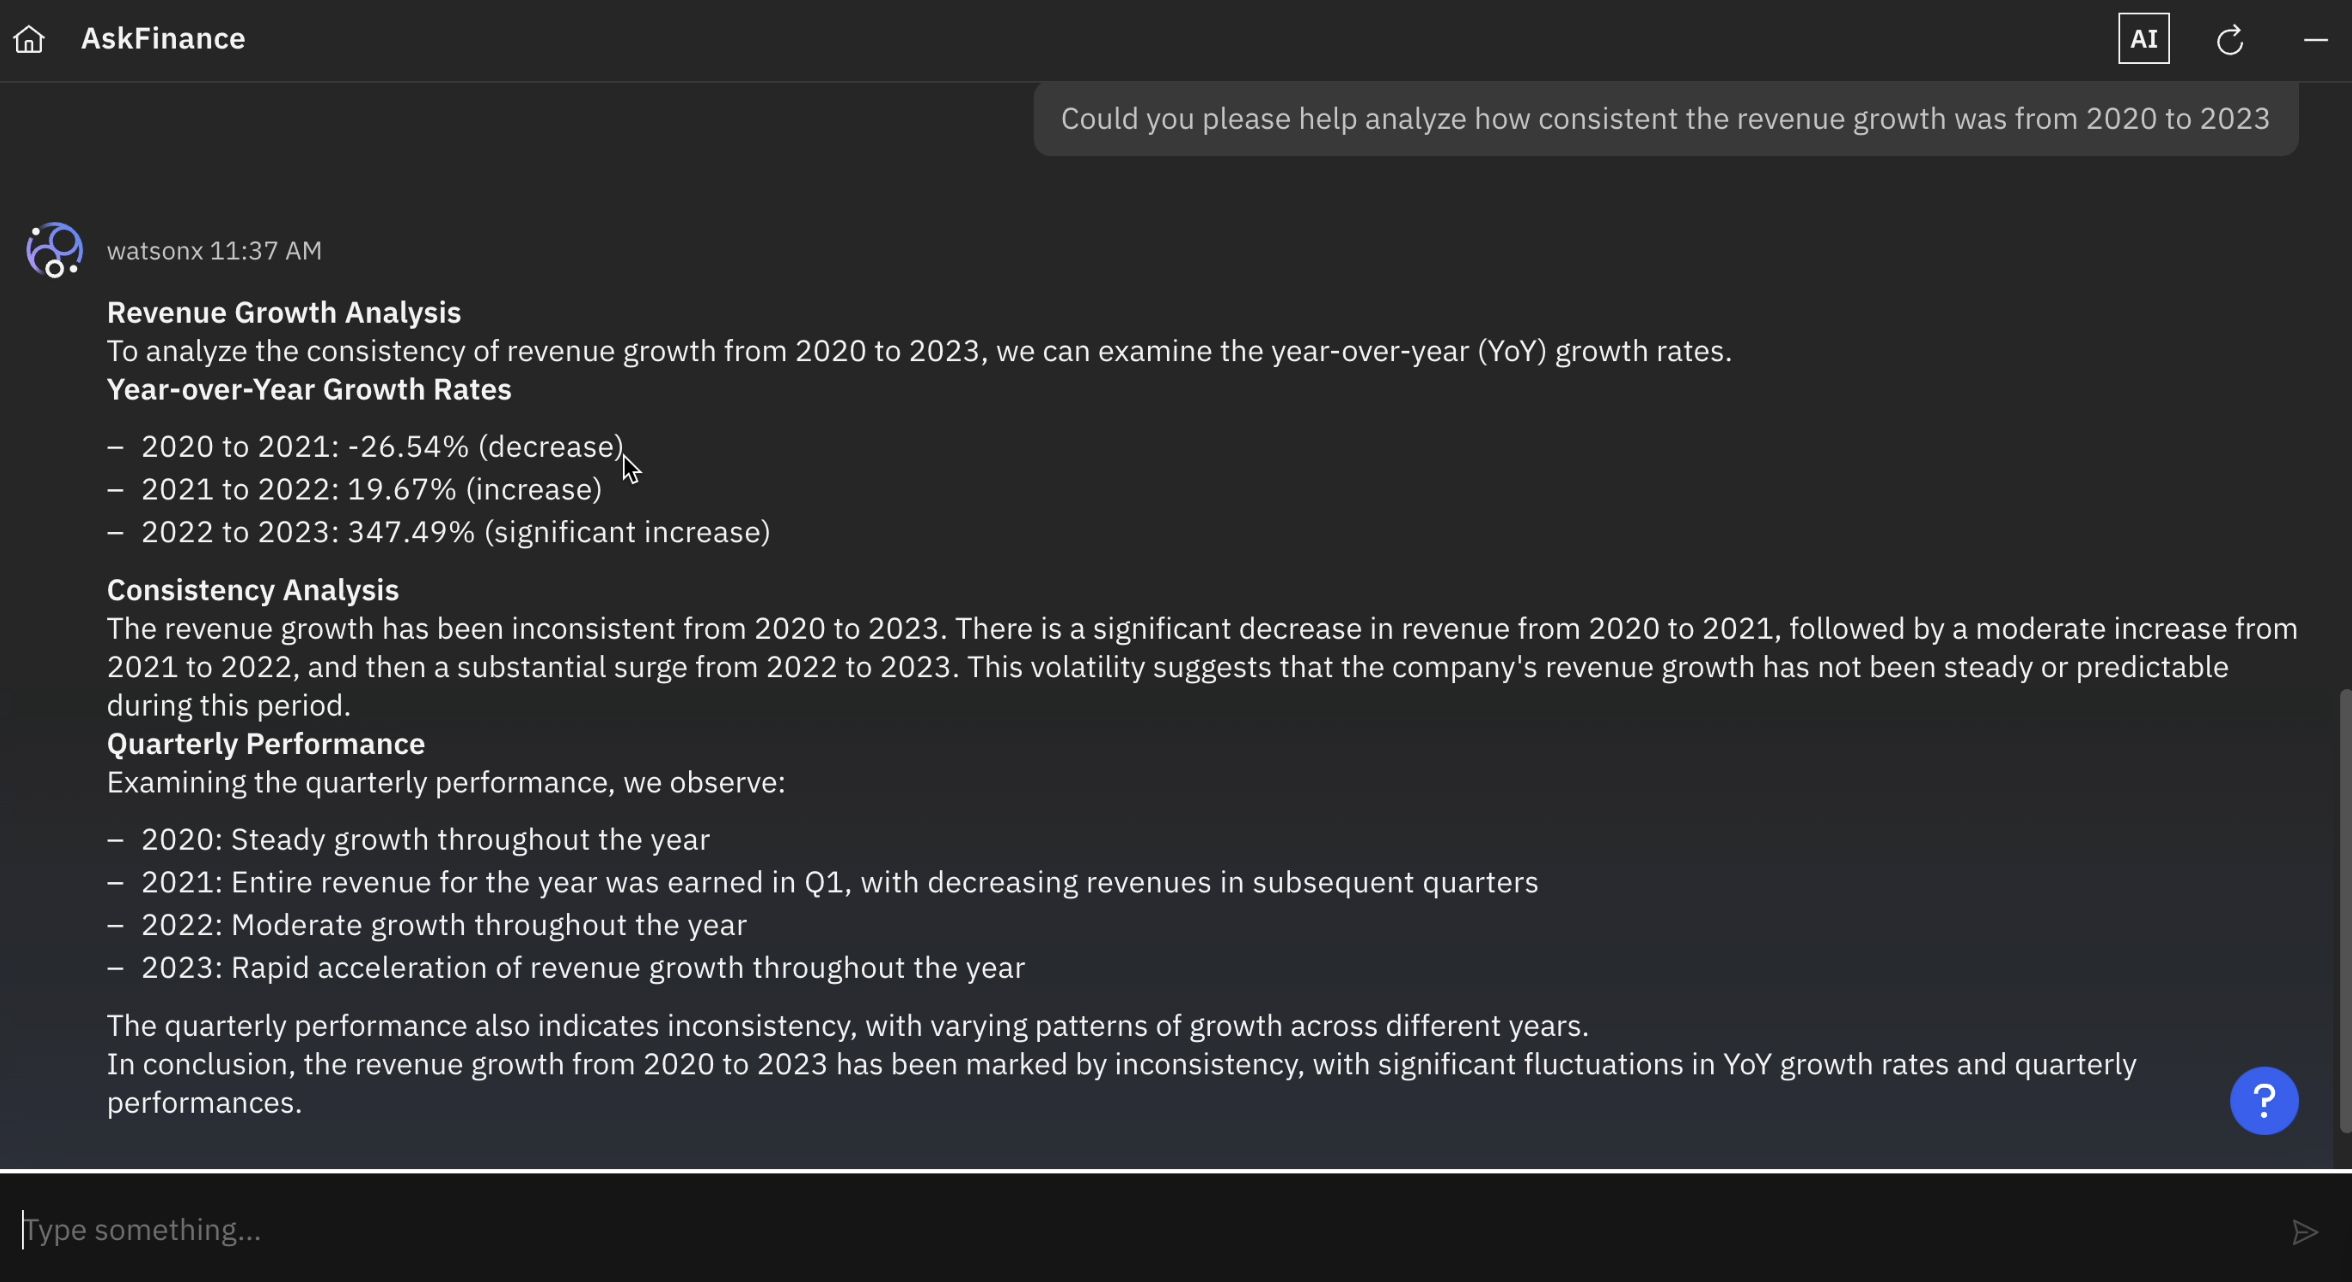 AskFinance
AI
Could you please help analyze how consistent the revenue growth was from 2020 to 2023
watsonx 11:37 AM
Revenue Growth Analysis
To analyze the consistency of revenue growth from 2020 to 2023, we can examine the year-over-year (YoY) growth rates.
Year-over-Year Growth Rates
– 2020 to 2021: -26.54% (decrease)
– 2021 to 2022: 19.67% (increase)
– 2022 to 2023: 347.49% (significant increase)
Consistency Analysis
The revenue growth has been inconsistent from 2020 to 2023. There is a significant decrease in revenue from 2020 to 2021, followed by a moderate increase from
2021 to 2022, and then a substantial surge from 2022 to 2023. This volatility suggests that the company's revenue growth has not been steady or predictable
during this period.
Quarterly Performance
Examining the quarterly performance, we observe:
– 2020: Steady growth throughout the year
– 2021: Entire revenue for the year was earned in Q1, with decreasing revenues in subsequent quarters
– 2022: Moderate growth throughout the year
– 2023: Rapid acceleration of revenue growth throughout the year
The quarterly performance also indicates inconsistency, with varying patterns of growth across different years.
In conclusion, the revenue growth from 2020 to 2023 has been marked by inconsistency, with significant fluctuations in YoY growth rates and quarterly
performances.
?
Type something...